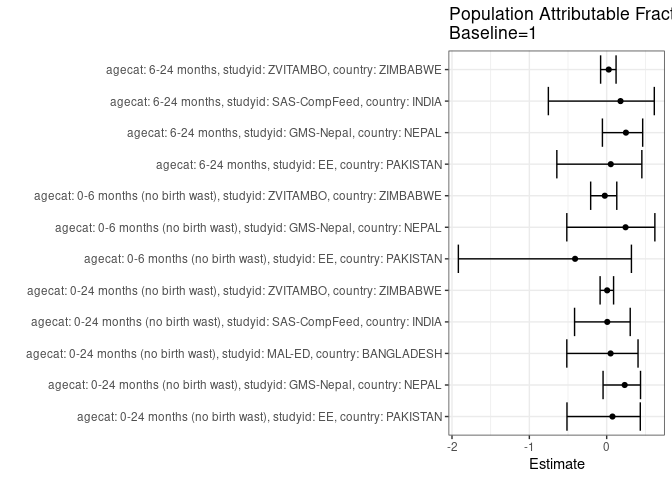 Population Attributable Fract
Baseline=1
agecat: 6-24 months, studyid: ZVITAMBO, country: ZIMBABWE
agecat: 6-24 months, studyid: SAS-CompFeed, country: INDIA
agecat: 6-24 months, studyid: GMS-Nepal, country: NEPAL
agecat: 6-24 months, studyid: EE, country: PAKISTAN
agecat: 0-6 months (no birth wast), studyid: ZVITAMBO, country: ZIMBABWE
agecat: 0-6 months (no birth wast), studyid: GMS-Nepal, country: NEPAL
agecat: 0-6 months (no birth wast), studyid: EE, country: PAKISTAN
agecat: 0-24 months (no birth wast), studyid: ZVITAMBO, country: ZIMBABWE
agecat: 0-24 months (no birth wast), studyid: SAS-CompFeed, country: INDIA
agecat: 0-24 months (no birth wast), studyid: MAL-ED, country: BANGLADESH
agecat: 0-24 months (no birth wast), studyid: GMS-Nepal, country: NEPAL
agecat: 0-24 months (no birth wast), studyid: EE, country: PAKISTAN
-2 -1 0
Estimate